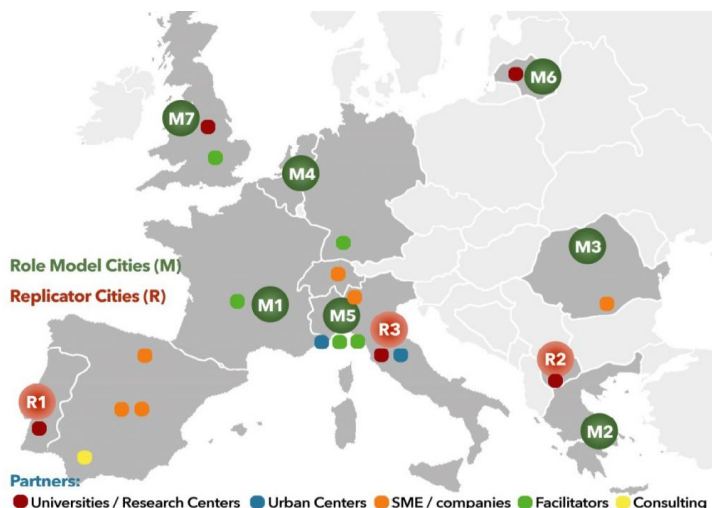 M6
M7
M4
M3
Role Model Cities (M)
Replicator Cities (R)
M1
M5
R3
R2
R1
M2
Partners:
Universities / Research Centers Urban Centers SME / companies Facilitators Consulting